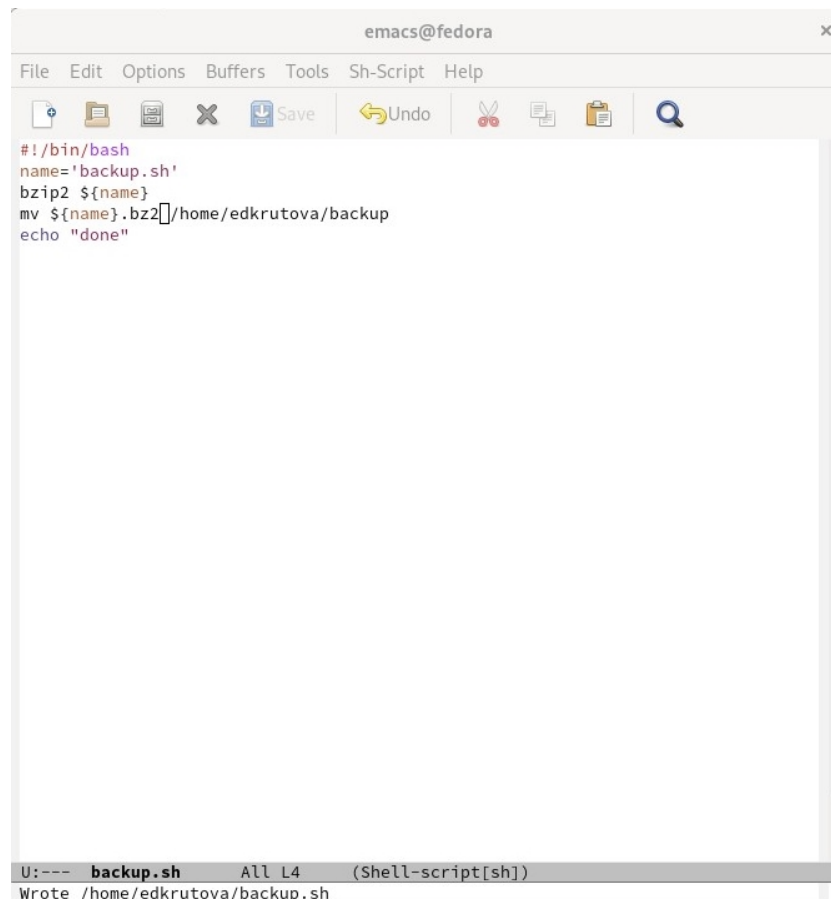 emacs@fedora
File Edit Options Buffers Tools Sh-Script Help
Save Undo
#!/bin/bash
name='backup.sh'
bzip2 ${name}
mv ${name}.bz2 /home/edkrutova/backup
echo "done"
U:--- backup.sh All L4 (Shell-script[sh])
Wrote /home/edkrutova/backup.sh